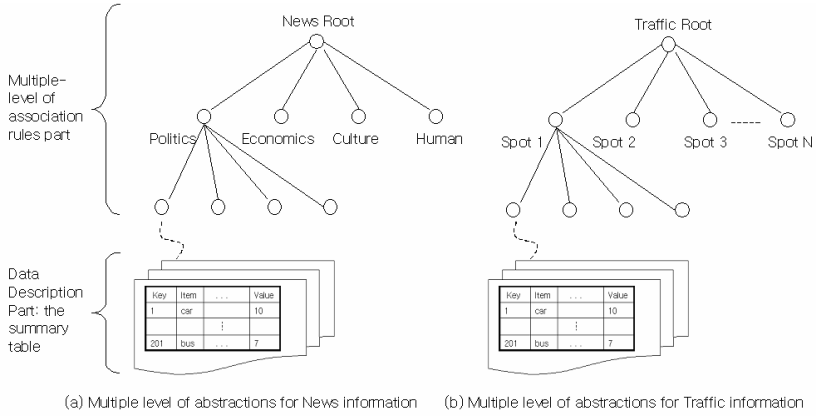 News Root
Traffic Root
Multiple-
level of
association
rules part
Politics
Economics
Culture
Human
Spot 1
Spot 2
Spot 3
Spot N
Data
Description
Part: the
summary
table
Key Item ... Value
1 car 10
201 bus ... 7
Key Item ... Value
1 car 10
201 bus ... 7
(a) Multiple level of abstractions for News information
(b) Multiple level of abstractions for Traffic information